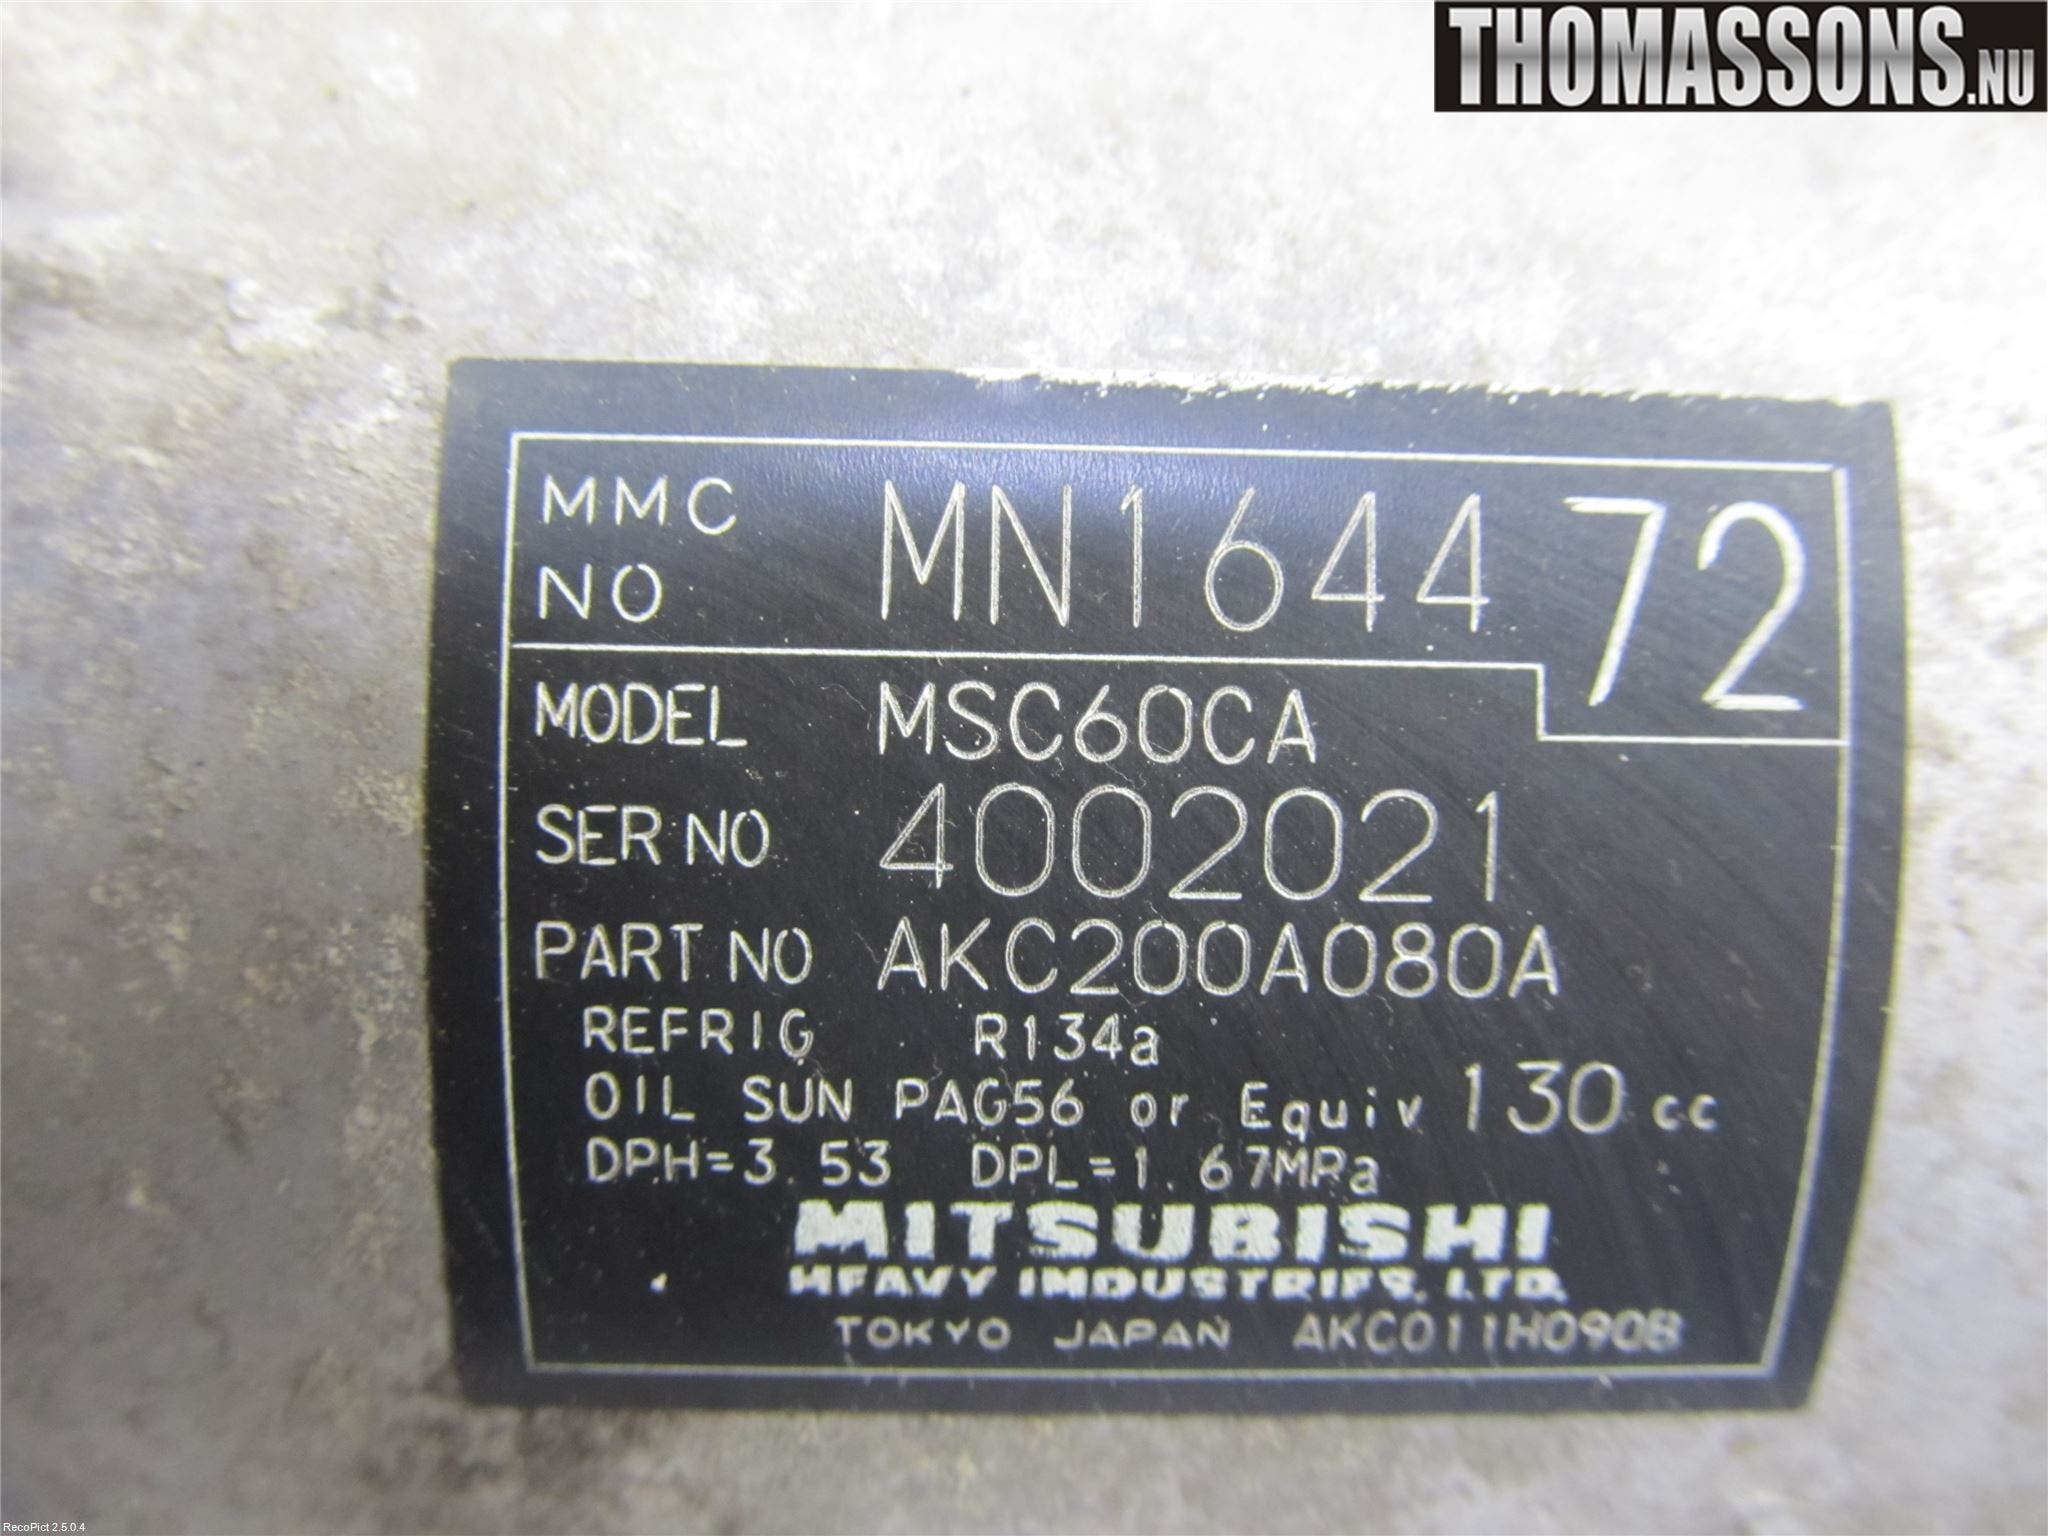 THOMASSONS.NU
MMC NO MN164472
MODEL MSC60CA
SER NO 4002021
PART NO AKC200A080A
REFRIG R134a
OIL SUN PAG56 or Equiv 130 cc
DPH=3.53 DPL=1.67MPa
MITSUBISHI
HEAVY INDUSTRIES, LTD.
TOKYO JAPAN AKC011H090B
RecoPict 2.5.0.4